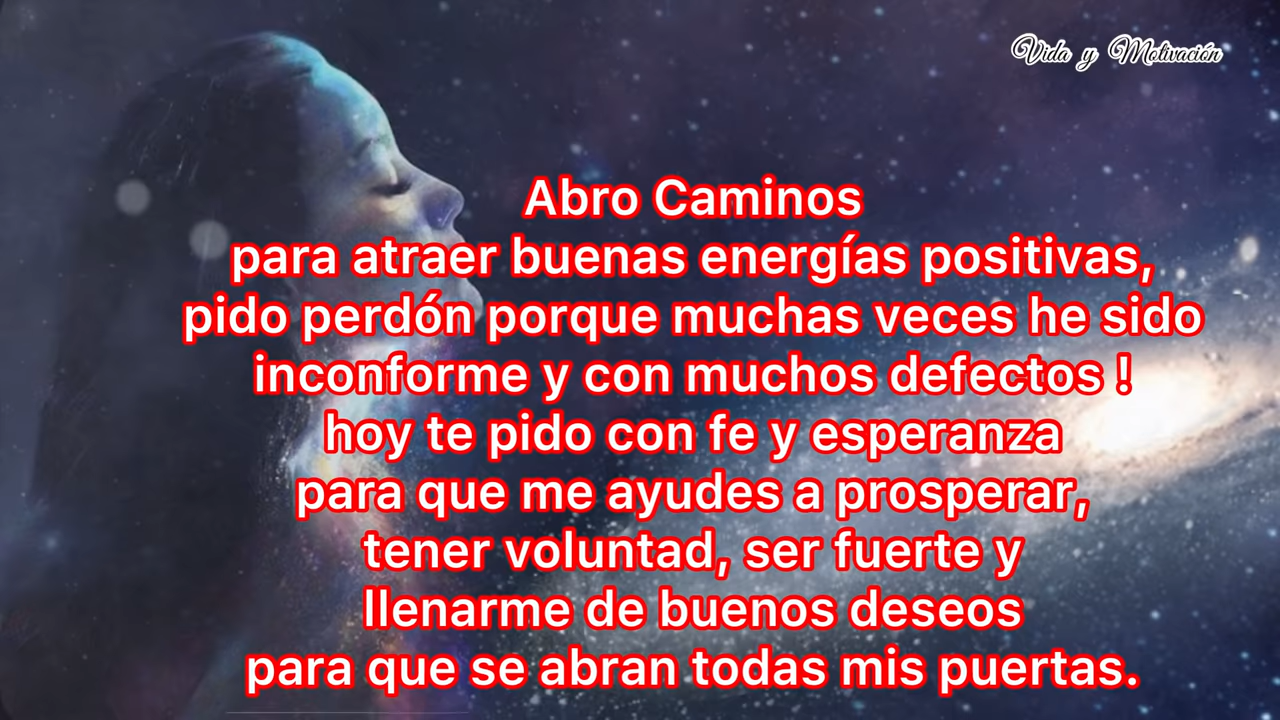 Vida y Motivación
Abro Caminos
para atraer buenas energías positivas,
pido perdón porque muchas veces he sido
inconforme y con muchos defectos !
hoy te pido con fe y esperanza
para que me ayudes a prosperar,
tener voluntad, ser fuerte y
llenarme de buenos deseos
para que se abran todas mis puertas.